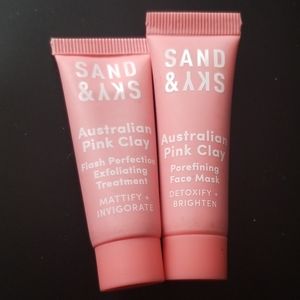 SAND
& SKY
Australian
Pink Clay
Flash Perfection
Exfoliating
Treatment
MATTIFY +
INVIGORATE
SAND
& SKY
Australian
Pink Clay
Porefining
Face Mask
DETOXIFY +
BRIGHTEN